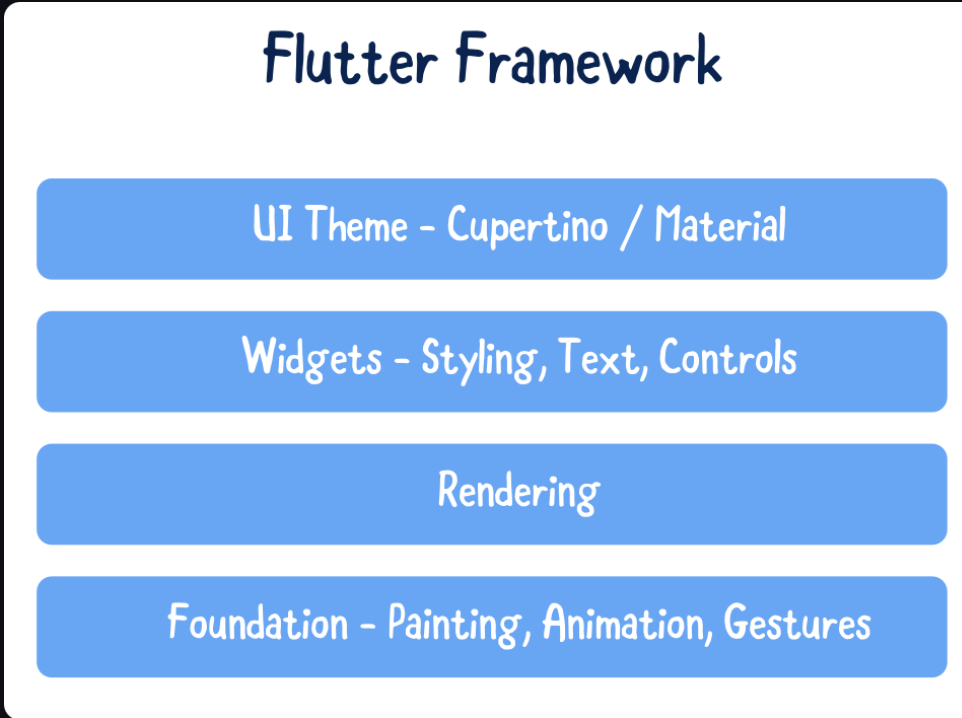 Flutter Framework
UI Theme - Cupertino / Material
Widgets - Styling, Text, Controls
Rendering
Foundation - Painting, Animation, Gestures